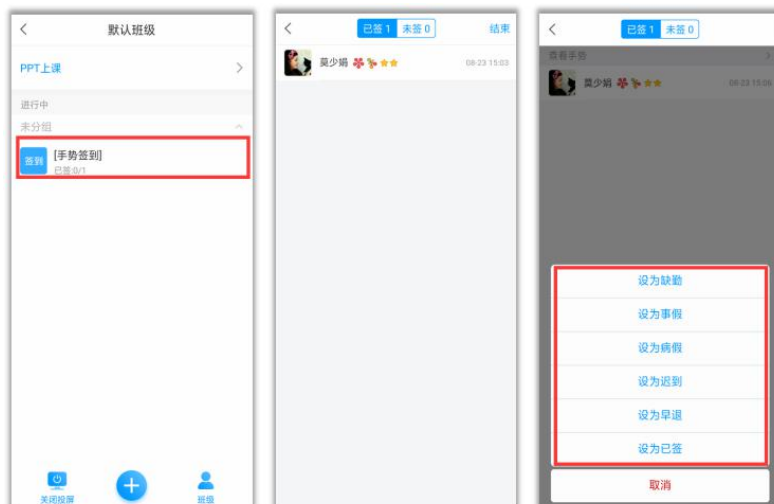 默认班级
PPT上课
进行中
未分组
签到
[手势签到]
已签:0/1
关闭投屏
班级
已签 1 未签 0
结束
莫少娟
08-23 15:03
已签 1 未签 0
查看手势
莫少娟
08-23 15:06
设为缺勤
设为事假
设为病假
设为迟到
设为早退
设为已签
取消